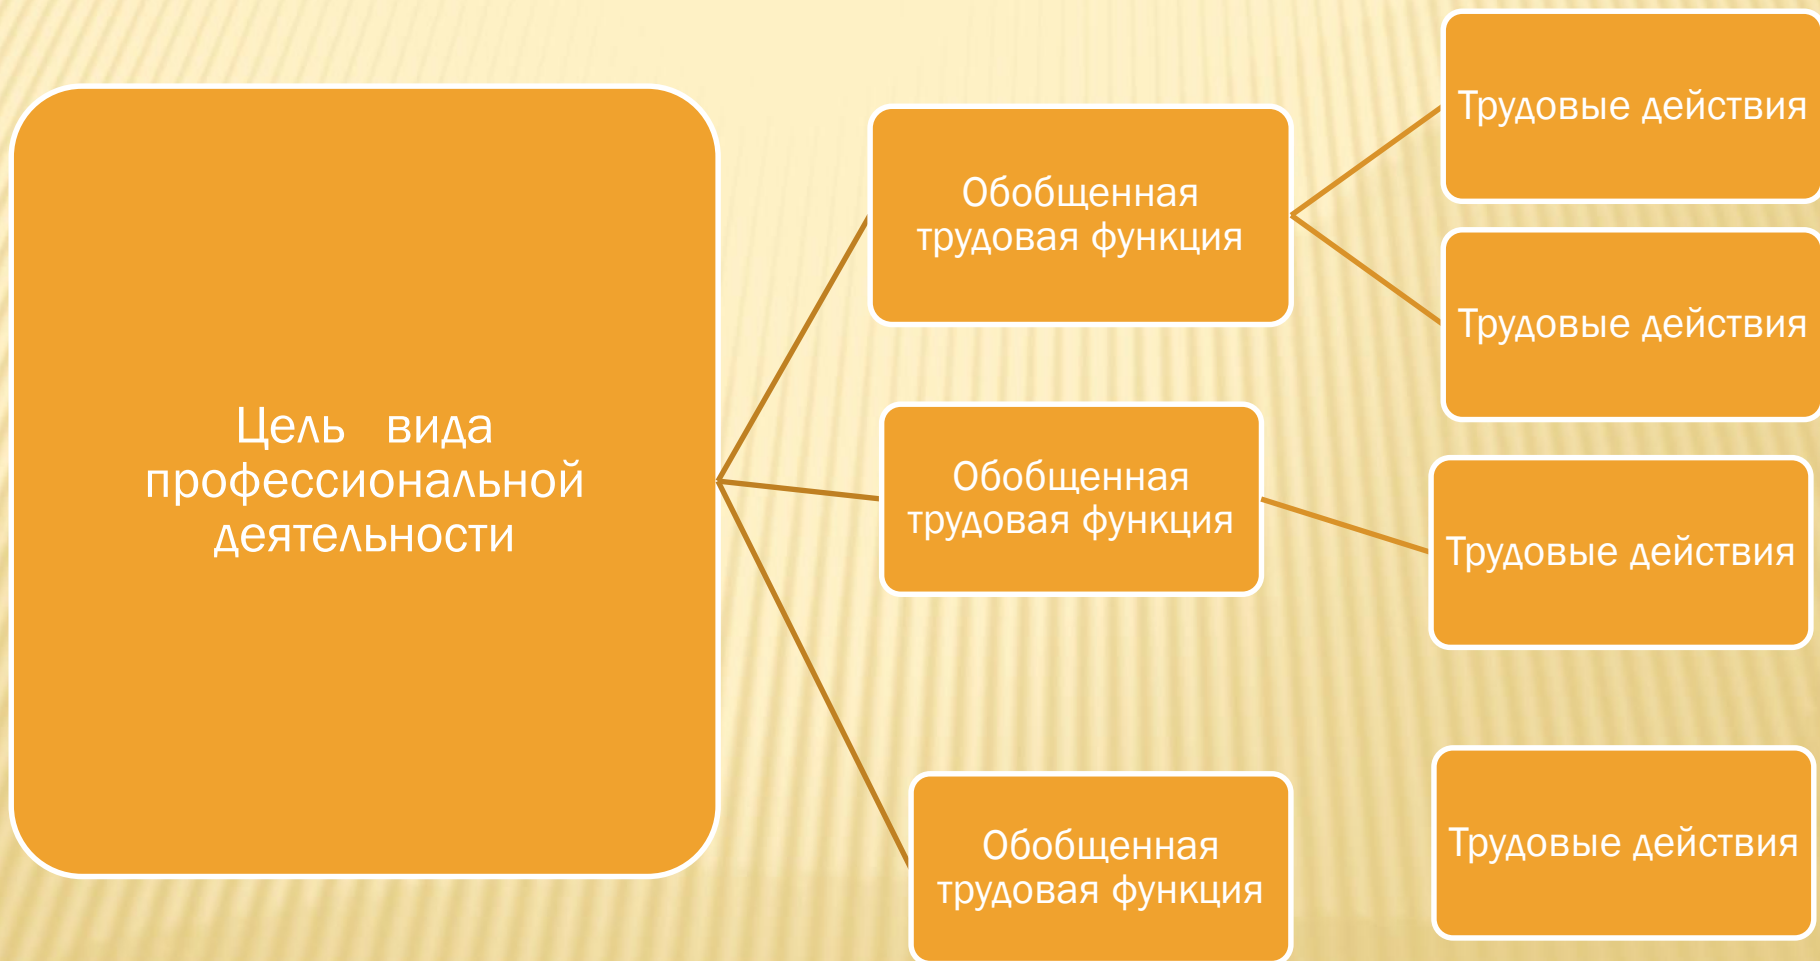 Цель вида
профессиональной
деятельности
Обобщенная
трудовая функция
Трудовые действия
Трудовые действия
Обобщенная
трудовая функция
Трудовые действия
Обобщенная
трудовая функция
Трудовые действия